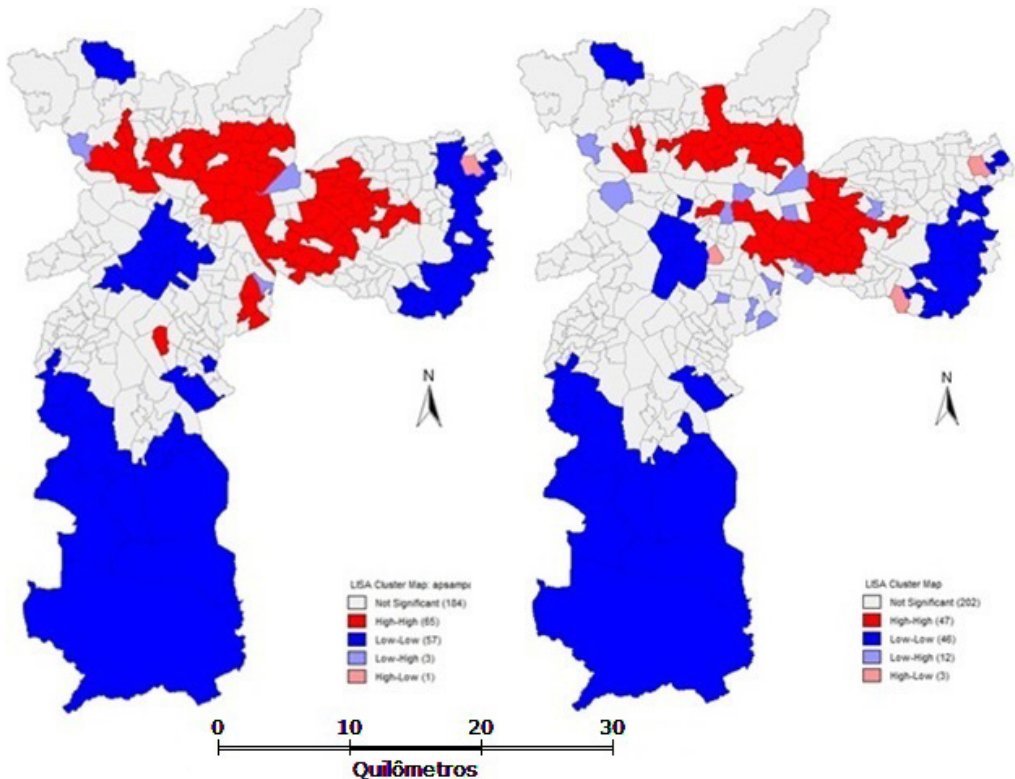 N
N
LISA Cluster Map: apsampa
Not Significant (184)
High-High (65)
Low-Low (57)
Low-High (3)
High-Low (1)
LISA Cluster Map
Not Significant (202)
High-High (47)
Low-Low (46)
Low-High (12)
High-Low (3)
0 10 20 30
Quilômetros